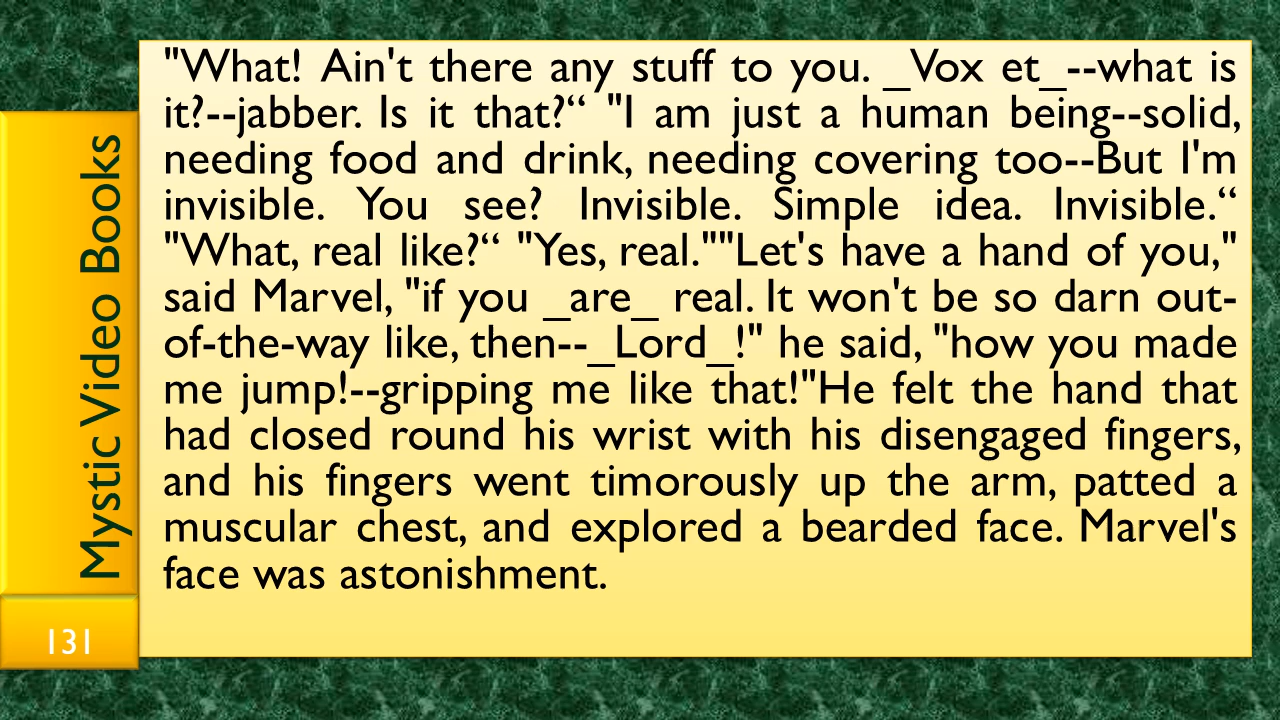 "What! Ain't there any stuff to you. _Vox et_--what is
it?--jabber. Is it that?“ "I am just a human being--solid,
needing food and drink, needing covering too--But I'm
invisible. You see? Invisible. Simple idea. Invisible.“
"What, real like?“ "Yes, real.""Let's have a hand of you,"
said Marvel, "if you _are_ real. It won't be so darn out-
of-the-way like, then--_Lord_!" he said, "how you made
me jump!--gripping me like that!"He felt the hand that
had closed round his wrist with his disengaged fingers,
and his fingers went timorously up the arm, patted a
muscular chest, and explored a bearded face. Marvel's
face was astonishment.
Mystic Video Books
131